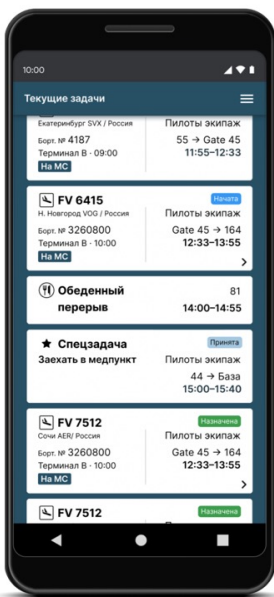 10:00
Текущие задачи
Екатеринбург SVX / Россия
Пилоты экипаж
Борт. № 4187
55 → Gate 45
Терминал B · 09:00
11:55–12:33
На МС
FV 6415
Начата
Н. Новгород VOG / Россия
Пилоты экипаж
Борт. № 3260800
Gate 45 → 164
Терминал B · 10:00
12:33–13:55
На МС
Обеденный
81
перерыв
14:00–14:55
Спецзадача
Принята
Заехать в медпункт
Пилоты экипаж
44 → База
15:00–15:40
FV 7512
Назначена
Сочи AER/ Россия
Пилоты экипаж
Борт. № 3260800
Gate 45 → 164
Терминал B · 10:00
12:33–13:55
На МС
FV 7512
Назначена